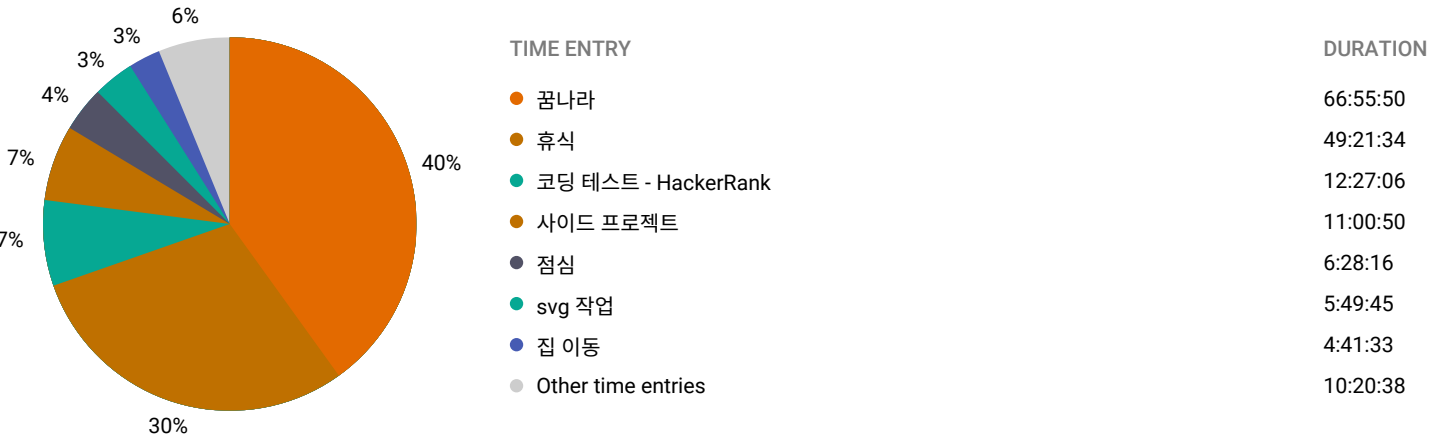 6%
3%
3%
4%
7%
7%
40%
30%
TIME ENTRY DURATION
꿈나라 66:55:50
휴식 49:21:34
코딩 테스트 - HackerRank 12:27:06
사이드 프로젝트 11:00:50
점심 6:28:16
svg 작업 5:49:45
집 이동 4:41:33
Other time entries 10:20:38